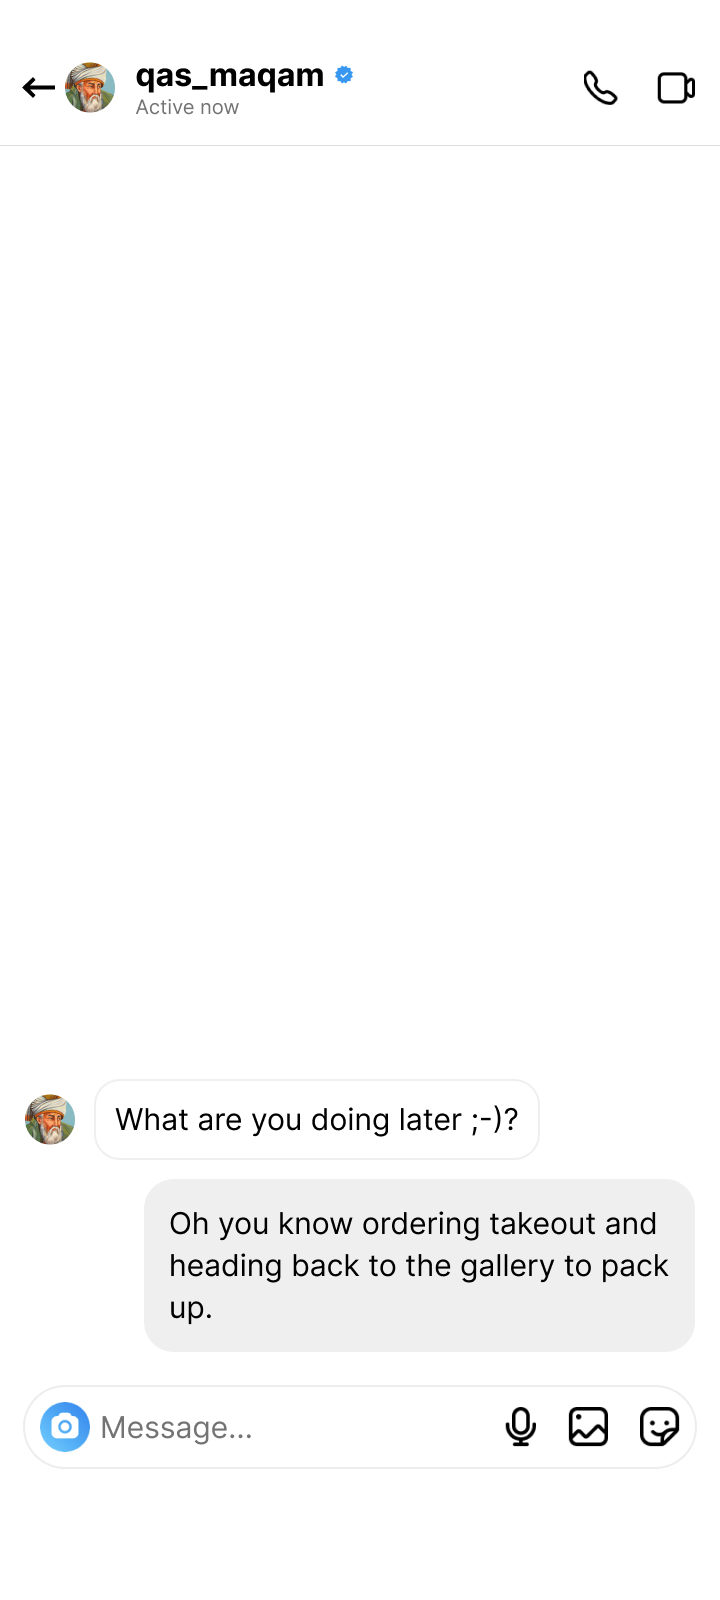 qas_maqam
Active now
What are you doing later ;-)?
Oh you know ordering takeout and
heading back to the gallery to pack
up.
Message...